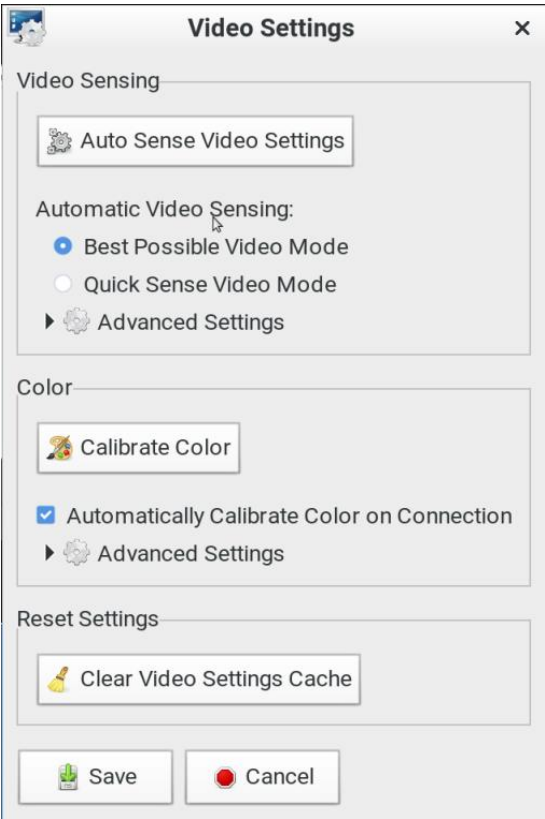 Video Settings
Video Sensing
Auto Sense Video Settings
Automatic Video Sensing:
Best Possible Video Mode
Quick Sense Video Mode
Advanced Settings
Color
Calibrate Color
Automatically Calibrate Color on Connection
Advanced Settings
Reset Settings
Clear Video Settings Cache
Save Cancel